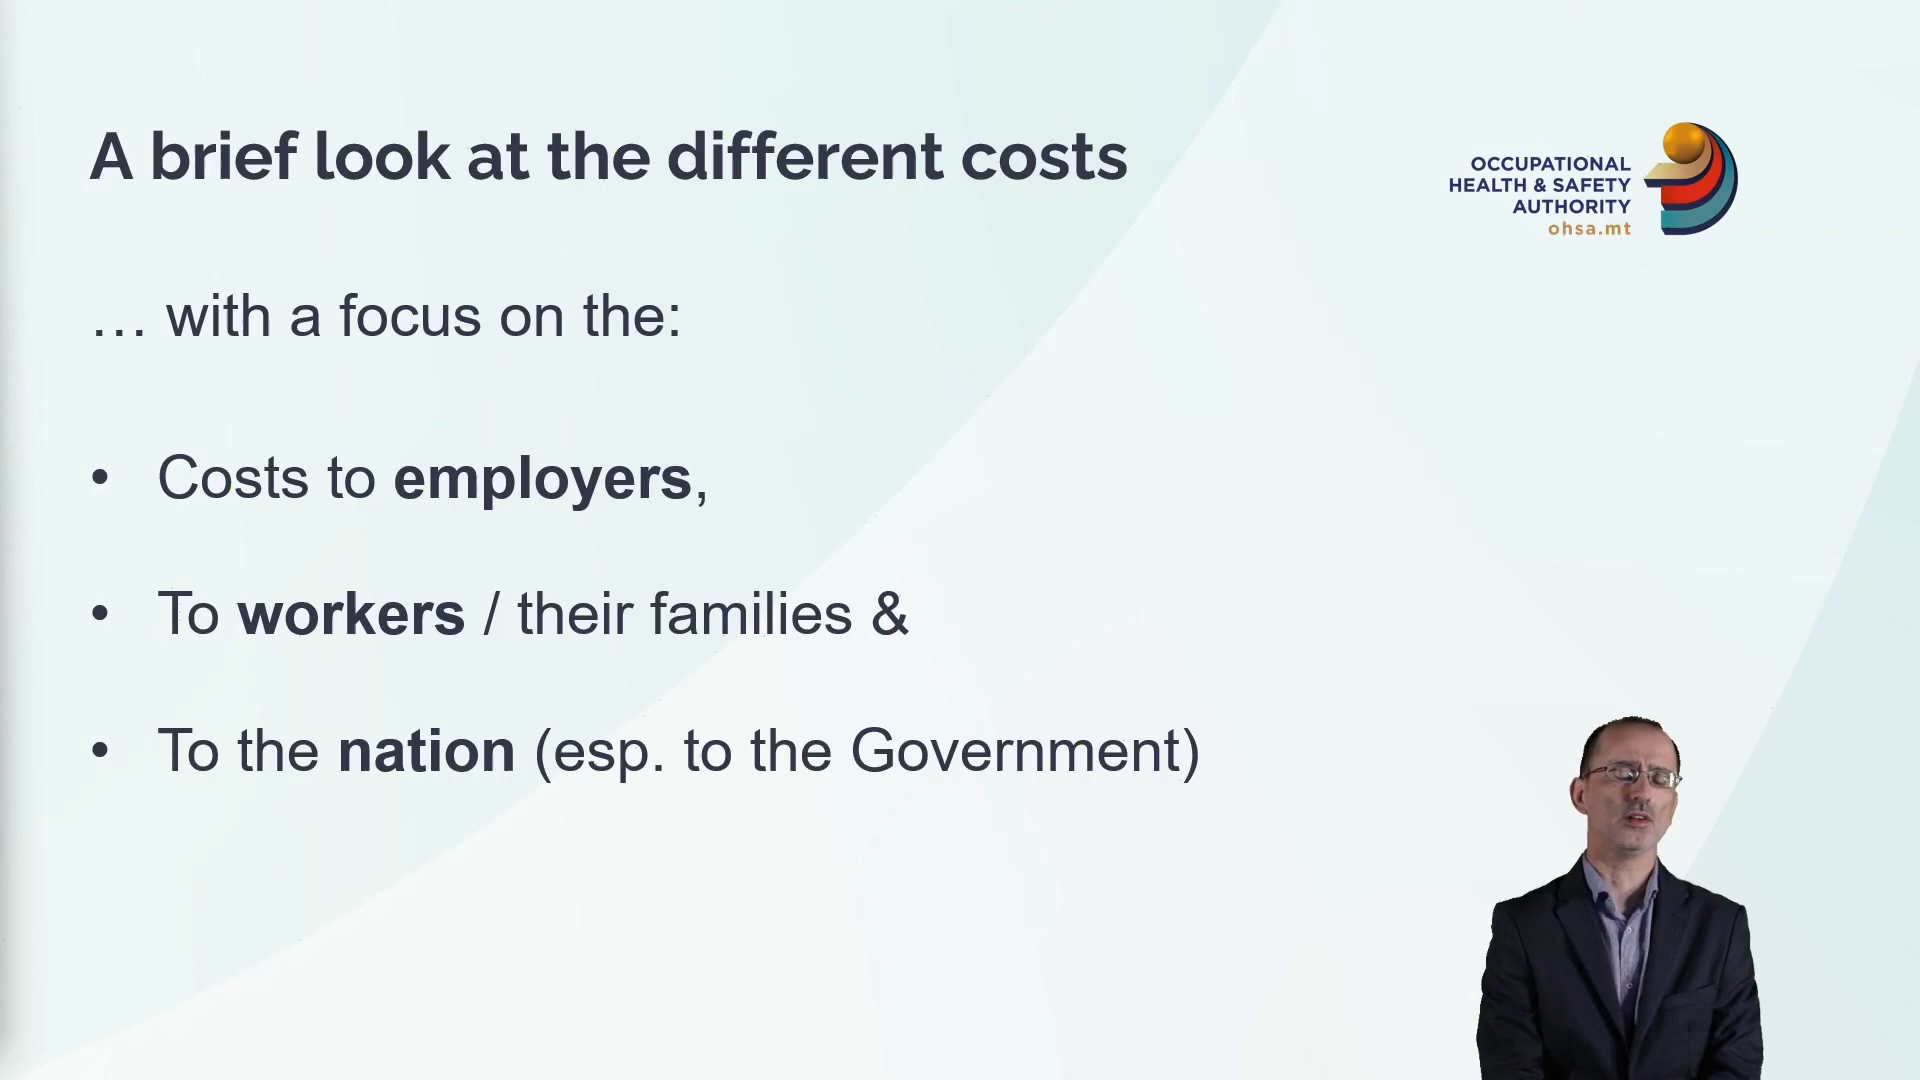 A brief look at the different costs
OCCUPATIONAL
HEALTH & SAFETY
AUTHORITY
ohsa.mt
… with a focus on the:
• Costs to employers,
• To workers / their families &
• To the nation (esp. to the Government)